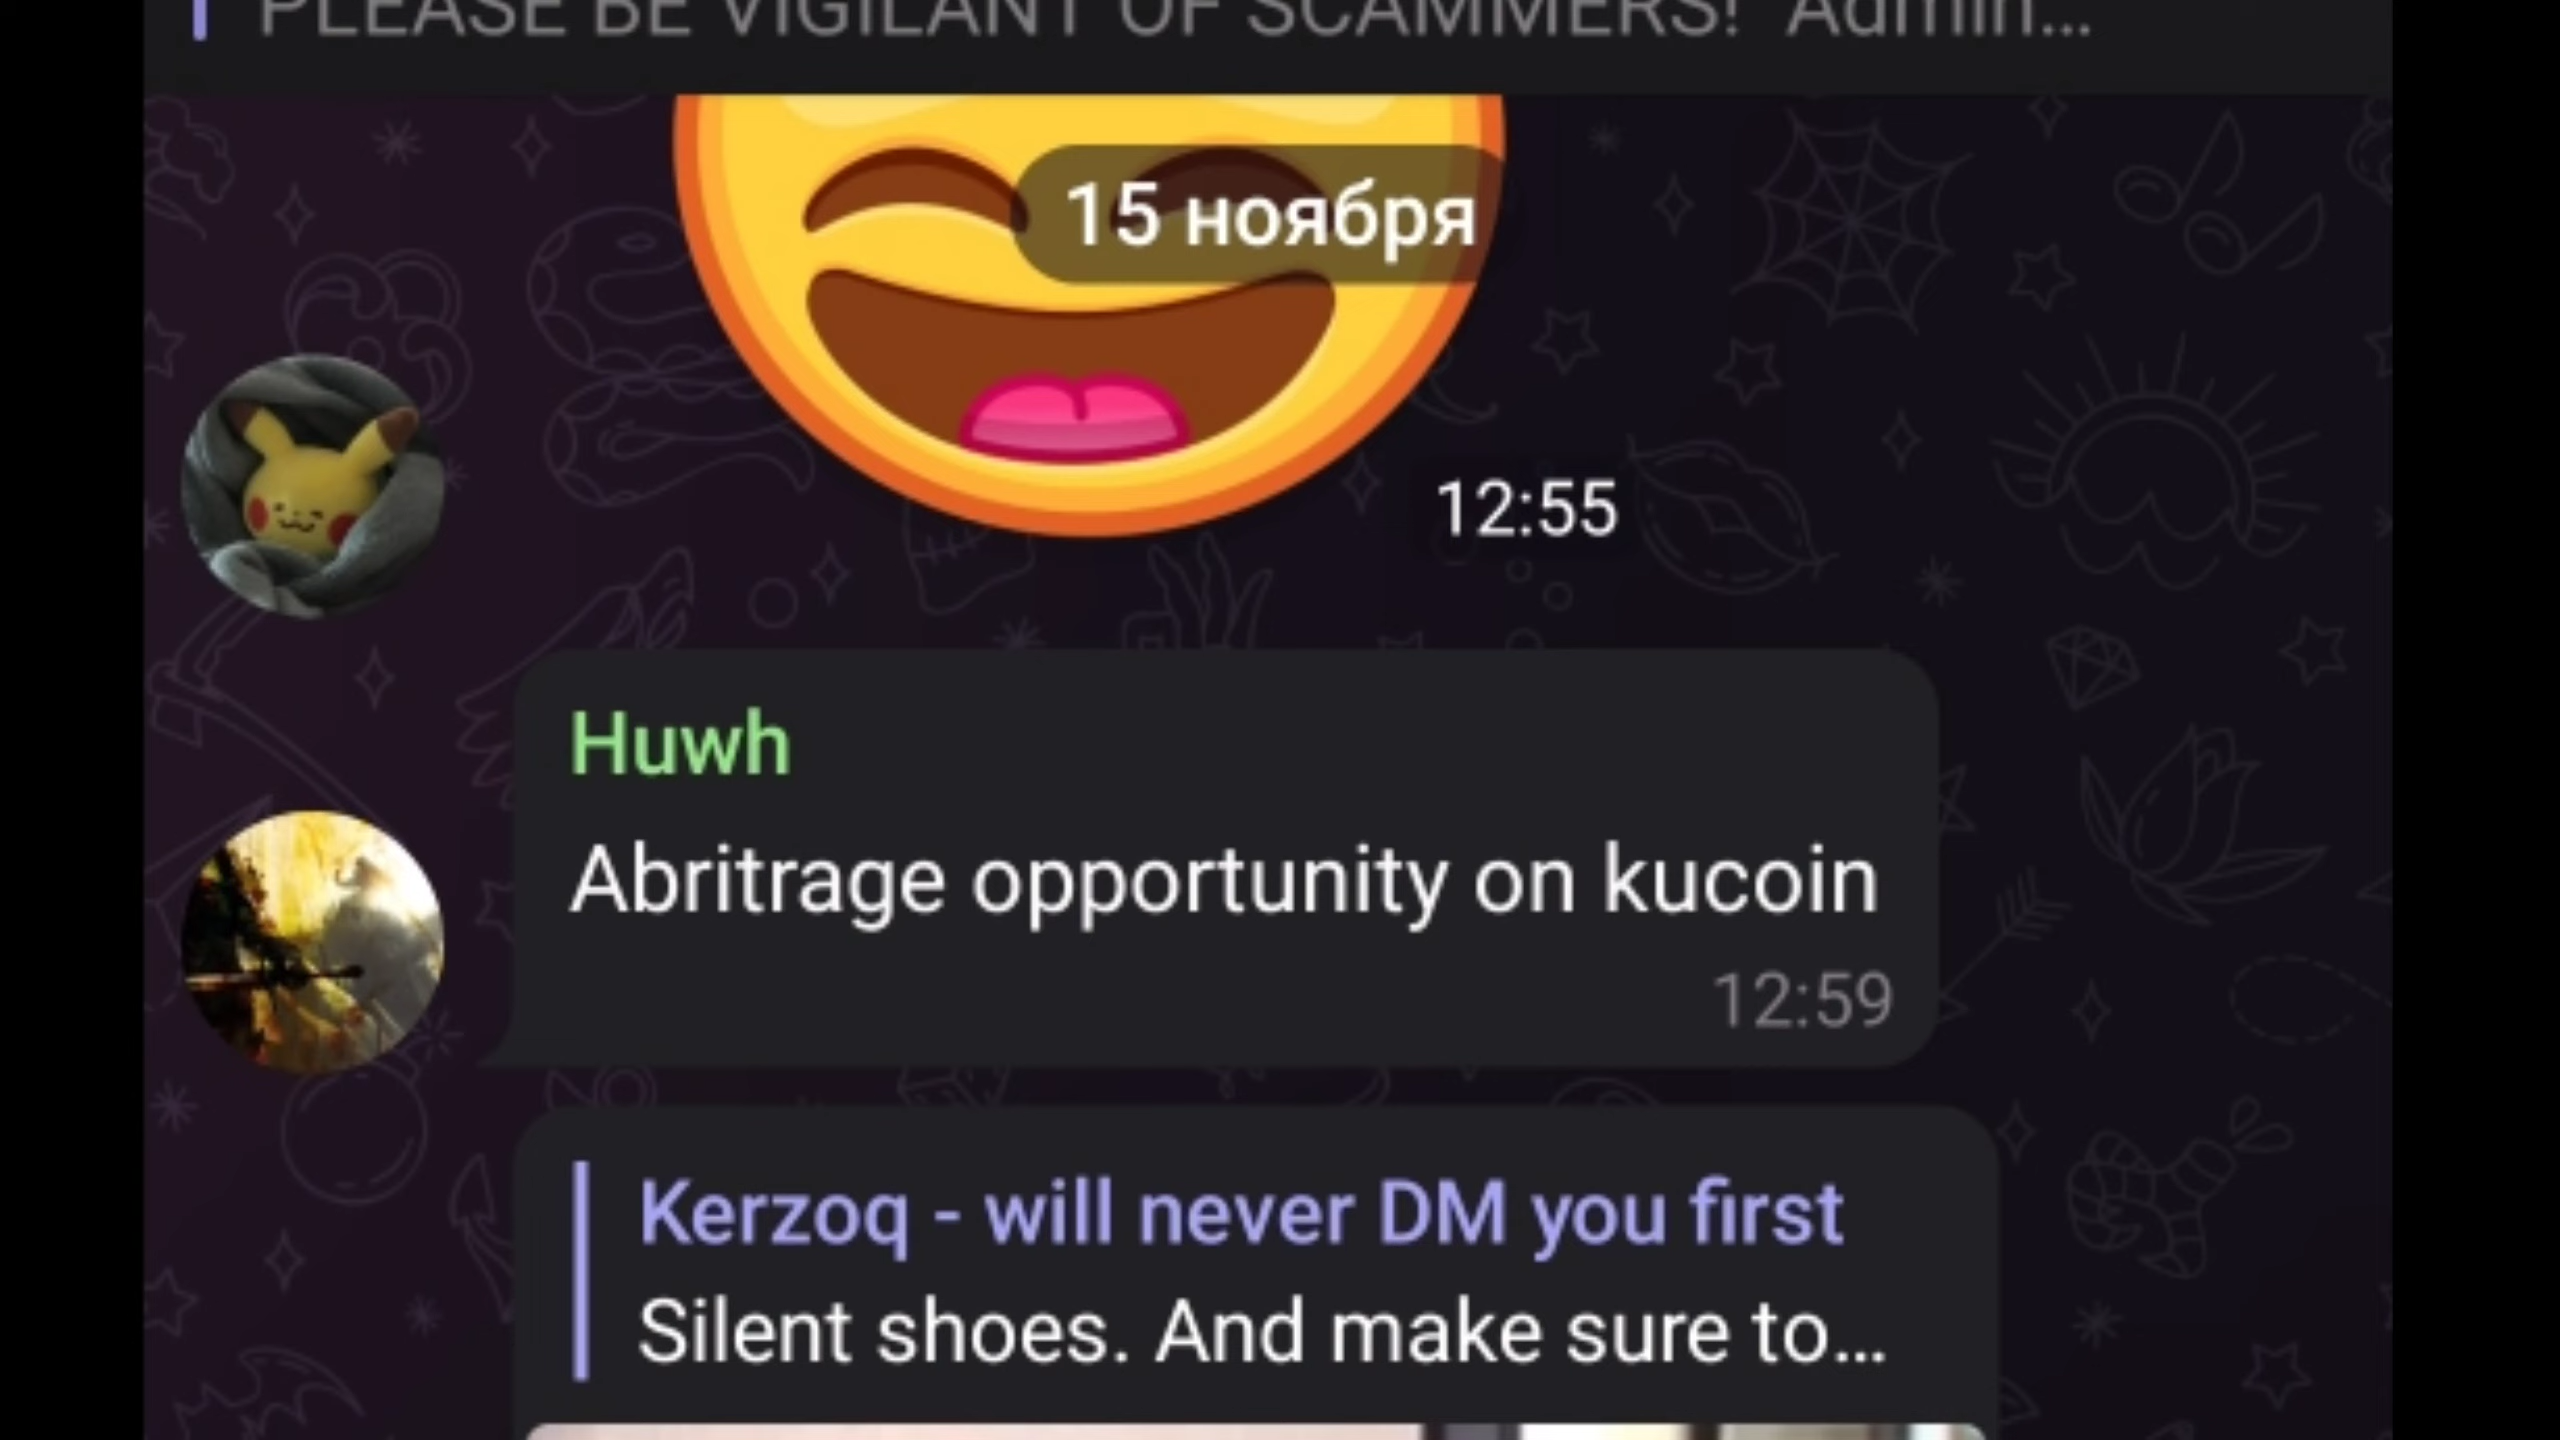 PLEASE BE VIGILANT OF SCAMMERS! Admin...
15 ноября
12:55
Huwh
Abritrage opportunity on kucoin
12:59
Kerzoq - will never DM you first
Silent shoes. And make sure to...